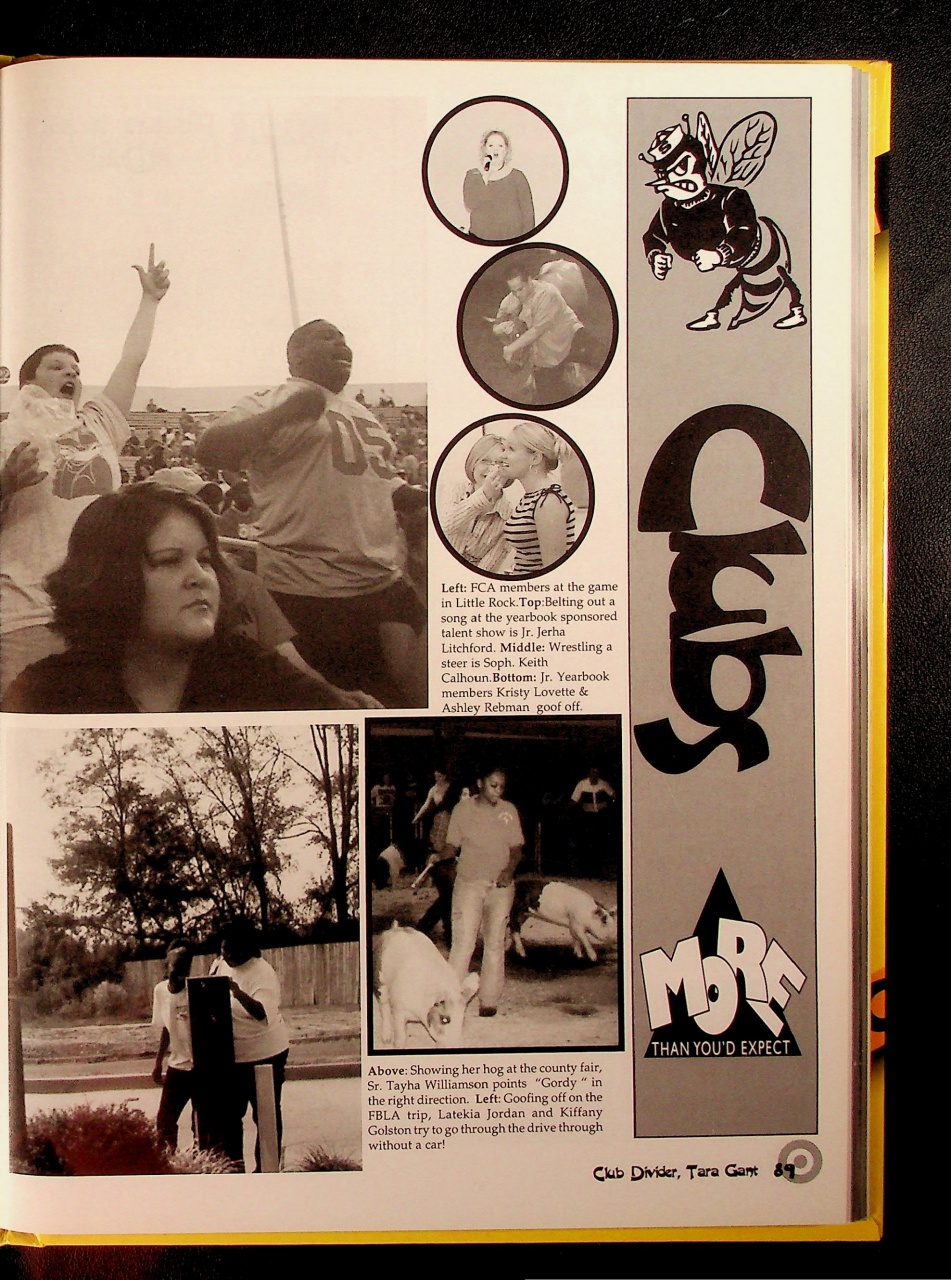 05
Left: FCA members at the game
in Little Rock.Top:Belting out a
song at the yearbook sponsored
talent show is Jr. Jerha
Litchford. Middle: Wrestling a
steer is Soph. Keith
Calhoun.Bottom: Jr. Yearbook
members Kristy Lovette &
Ashley Rebman goof off.
Above: Showing her hog at the county fair,
Sr. Tayha Williamson points "Gordy " in
the right direction. Left: Goofing off on the
FBLA trip, Latekia Jordan and Kiffany
Golston try to go through the drive through
without a car!
Clubs
MORE
THAN YOU'D EXPECT
Club Divider, Tara Gant 89